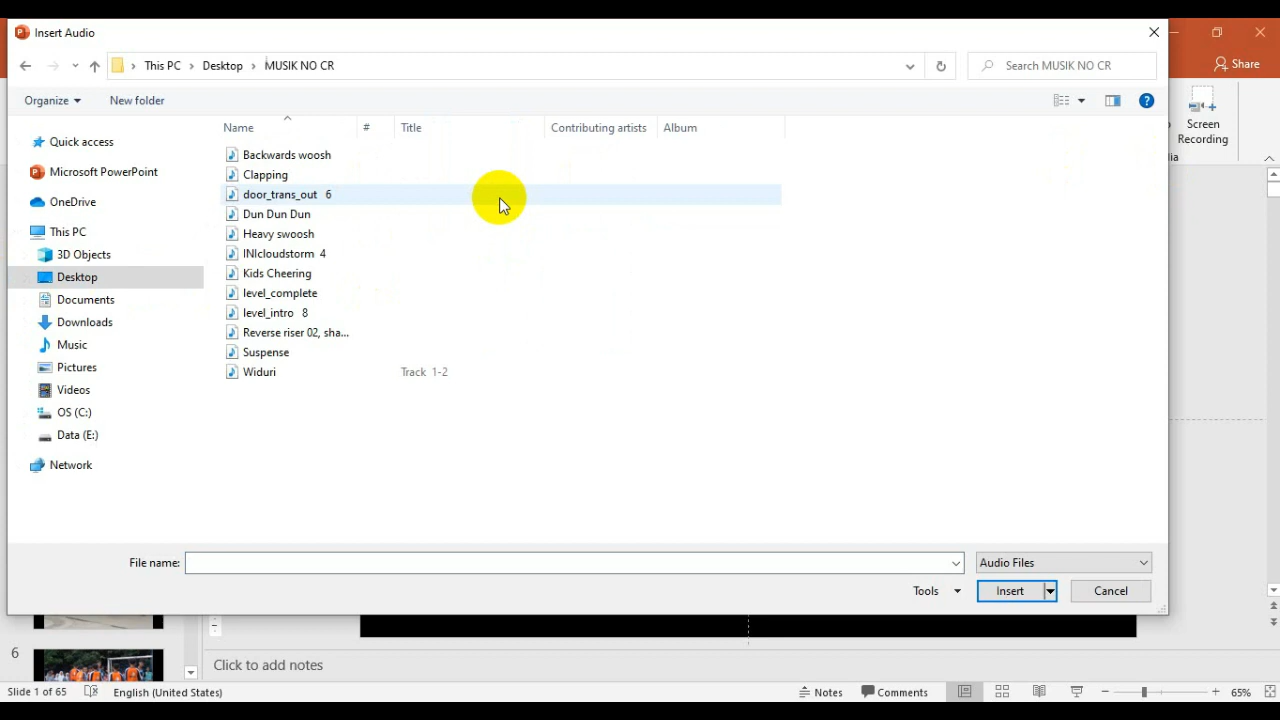 Insert Audio
This PC > Desktop > MUSIK NO CR
Search MUSIK NO CR
Share
Organize
New folder
Screen
Recording
Name # Title Contributing artists Album
Quick access
Microsoft PowerPoint
OneDrive
This PC
3D Objects
Desktop
Documents
Downloads
Music
Pictures
Videos
OS (C:)
Data (E:)
Network
Backwards woosh
Clapping
door_trans_out 6
Dun Dun Dun
Heavy swoosh
INIcloudstorm 4
Kids Cheering
level_complete
level_intro 8
Reverse riser 02, sha...
Suspense
Widuri Track 1-2
File name:
Audio Files
Tools
Insert
Cancel
6
Click to add notes
Slide 1 of 65
English (United States)
Notes
Comments
65%